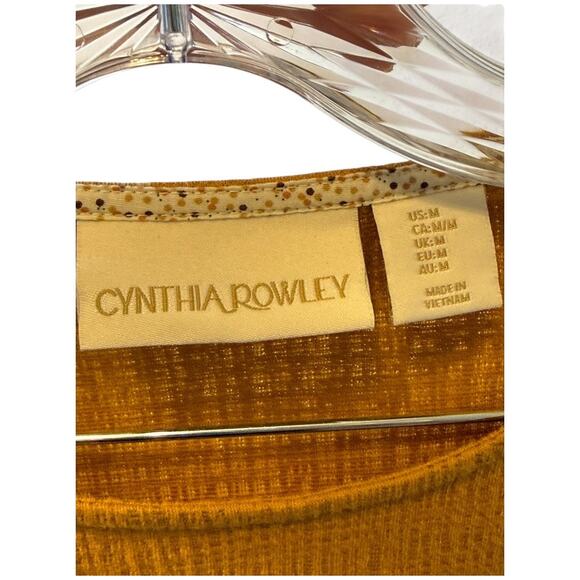 CYNTHIA ROWLEY
US: M
CA: M/M
UK: M
EU: M
AU: M
MADE IN
VIETNAM